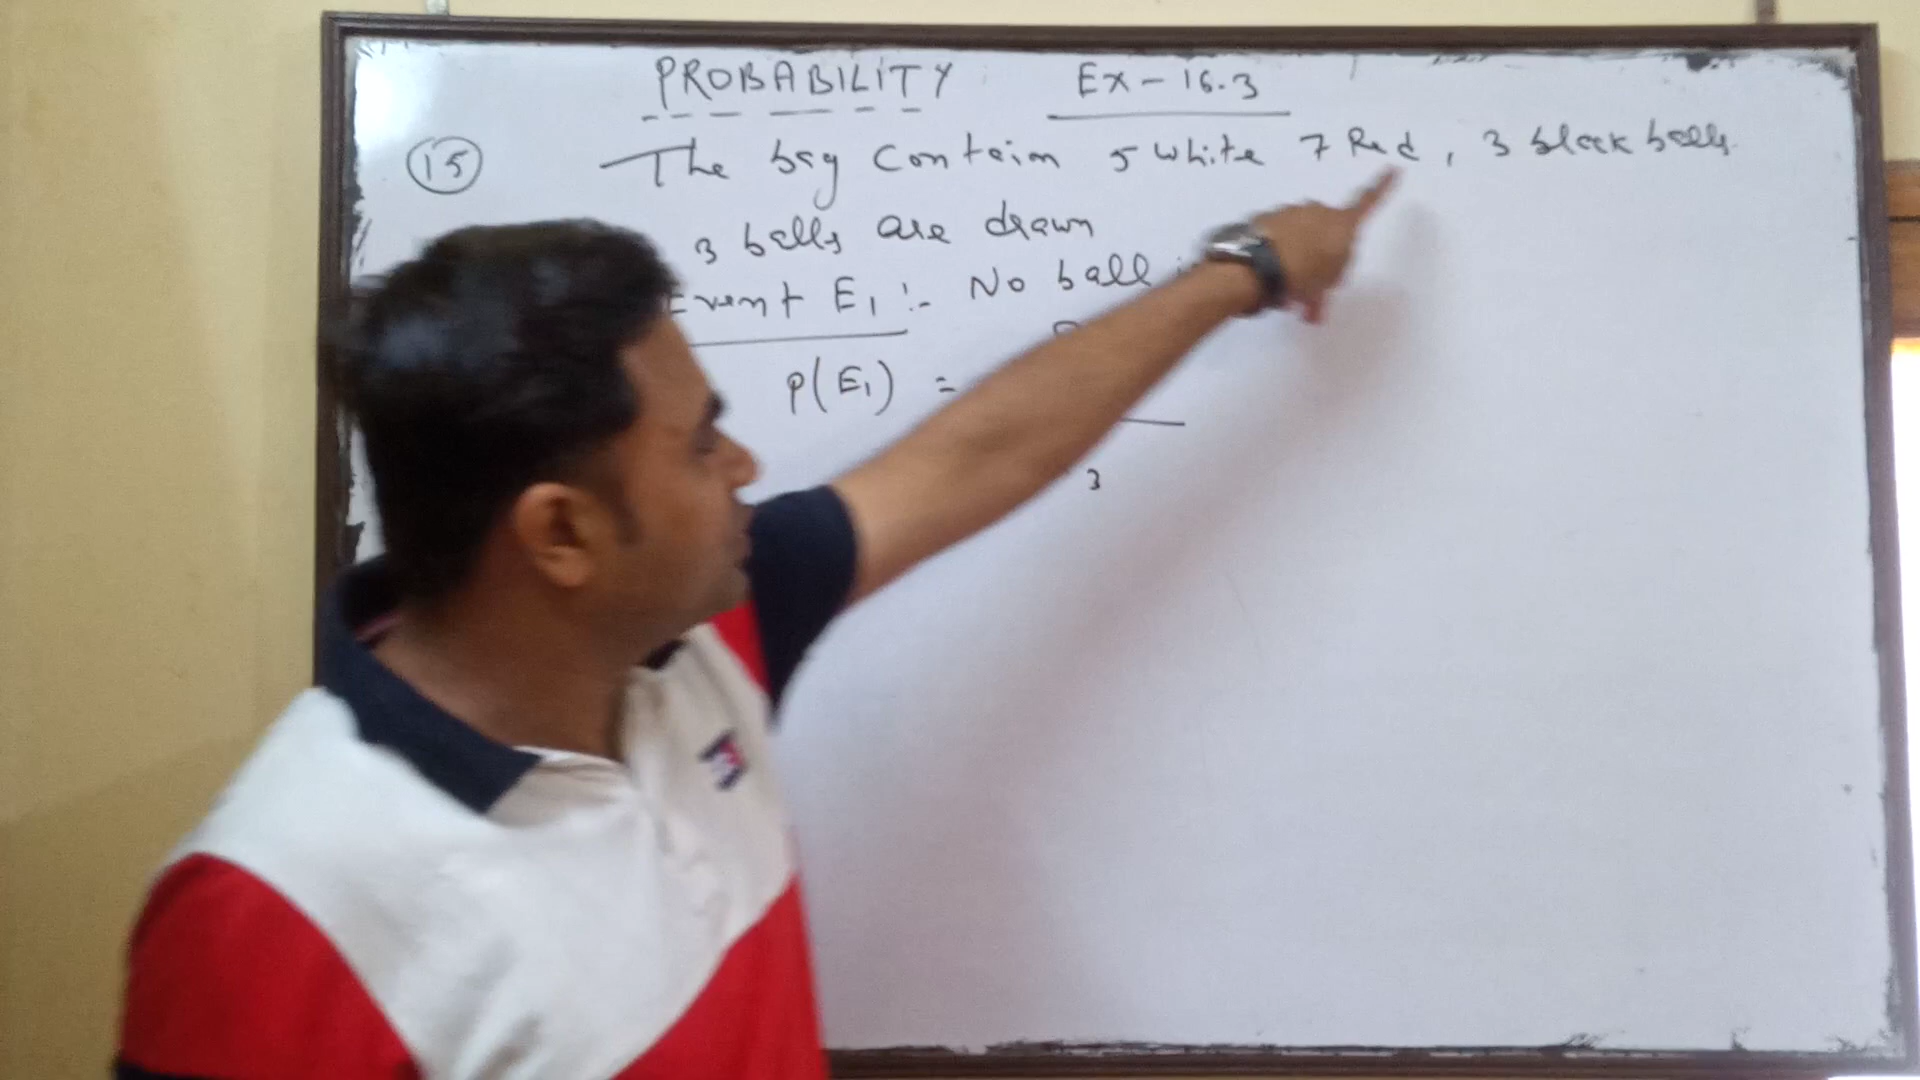 PROBABILITY Ex-16.3
15 The bag contain 5 white 7 Red, 3 black balls
3 balls are drawn
Event E1 :- No ball
P(E1) =
3